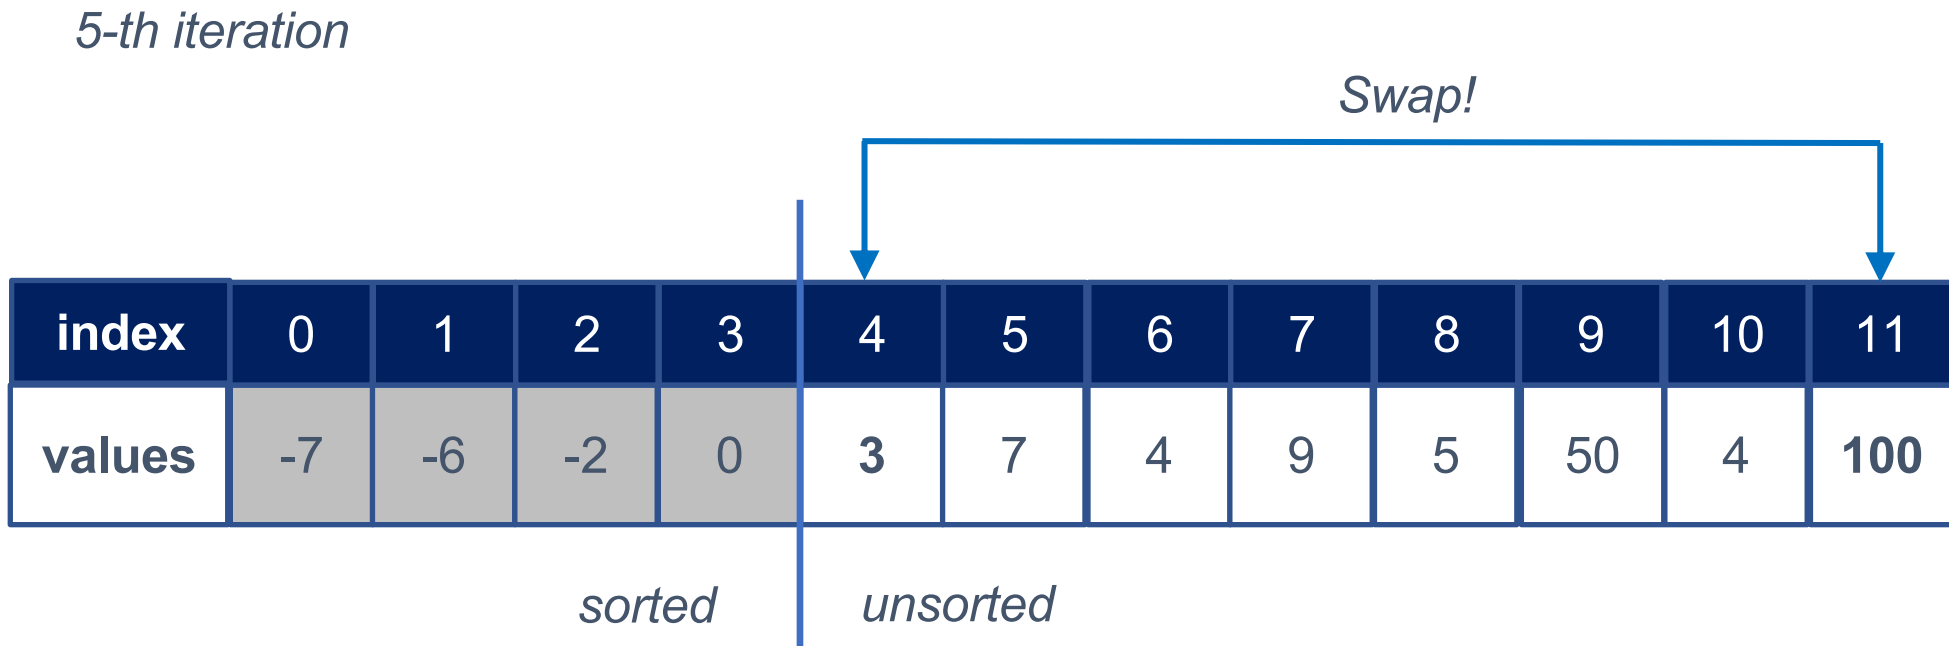 5-th iteration
Swap!
index 0 1 2 3 4 5 6 7 8 9 10 11
values -7 -6 -2 0 3 7 4 9 5 50 4 100
sorted unsorted